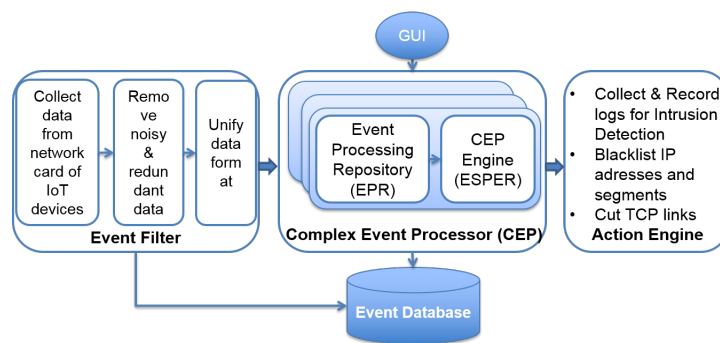 GUI
Collect
data
from
network
card of
IoT
devices
Remo
ve
noisy
&
redun
dant
data
Unify
data
form
at
Event Filter
Event
Processing
Repository
(EPR)
CEP
Engine
(ESPER)
Complex Event Processor (CEP)
• Collect & Record
logs for Intrusion
Detection
• Blacklist IP
adresses and
segments
• Cut TCP links
Action Engine
Event Database